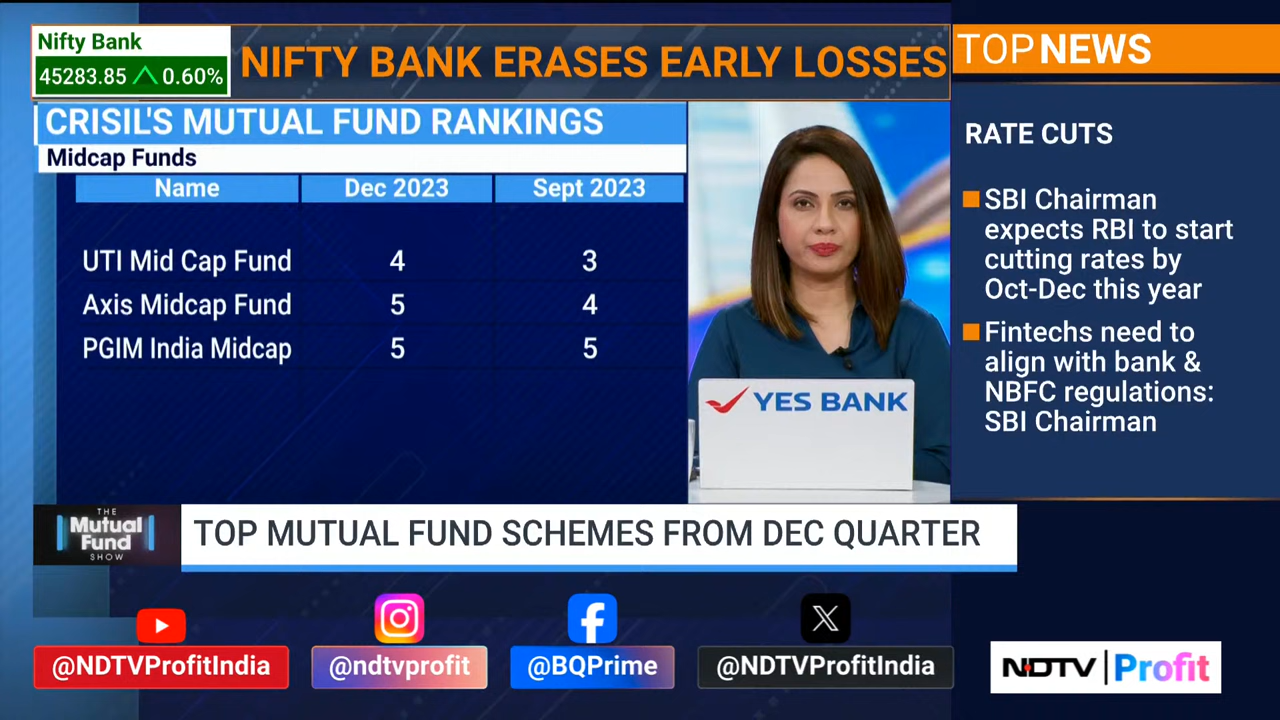 Nifty Bank
45283.85 0.60%
NIFTY BANK ERASES EARLY LOSSES
TOP NEWS
CRISIL'S MUTUAL FUND RANKINGS
Midcap Funds
Name Dec 2023 Sept 2023
UTI Mid Cap Fund 4 3
Axis Midcap Fund 5 4
PGIM India Midcap 5 5
YES BANK
RATE CUTS
SBI Chairman
expects RBI to start
cutting rates by
Oct-Dec this year
Fintechs need to
align with bank &
NBFC regulations:
SBI Chairman
THE
Mutual
Fund
SHOW
TOP MUTUAL FUND SCHEMES FROM DEC QUARTER
@NDTVProfitIndia
@ndtvprofit
@BQPrime
@NDTVProfitIndia
NDTV Profit